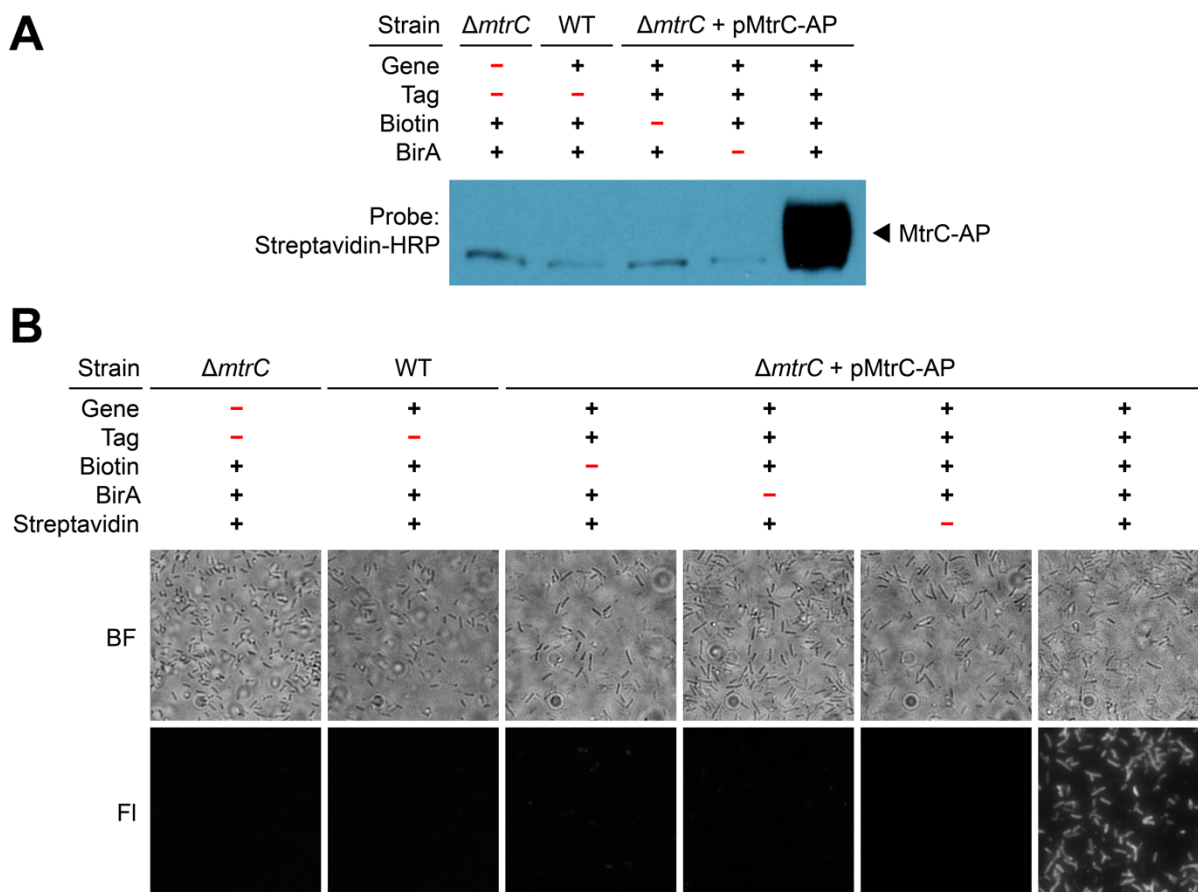 A
Strain ΔmtrC WT ΔmtrC + pMtrC-AP
Gene − + + + +
Tag − − + + +
Biotin + + − + +
BirA + + + − +
Probe:
Streptavidin-HRP
◄ MtrC-AP
B
Strain ΔmtrC WT ΔmtrC + pMtrC-AP
Gene − + + + + +
Tag − − + + + +
Biotin + + − + + +
BirA + + + − + +
Streptavidin + + + + − +
BF
Fl